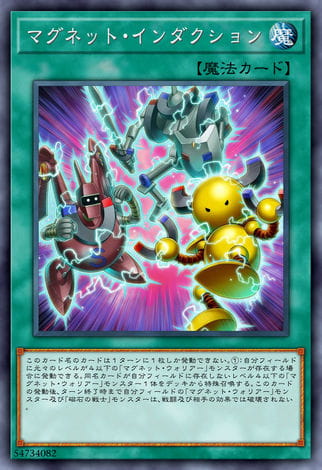 マグネット・インダクション
魔
【魔法カード】
このカード名のカードは１ターンに１枚しか発動できない。①：自分フィール
ドに元々のレベルが４以下の「マグネット・ウォリアー」モンスターが存在する場
合に発動できる。同名カードが自分フィールドに存在しないレベル４以下の「マ
グネット・ウォリアー」モンスター１体をデッキから特殊召喚する。このカード
の発動後、ターン終了時まで自分フィールドの「マグネット・ウォリアー」モン
スター及び「磁石の戦士」モンスターは、戦闘及び相手の効果では破壊されない
54734082